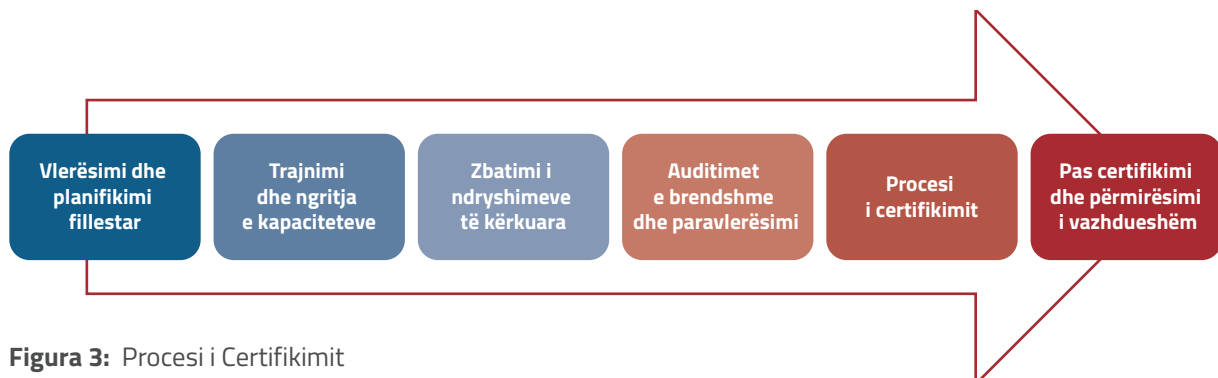 Vlerësimi dhe
planifikimi
fillestar
Trajnimi
dhe ngritja
e kapaciteteve
Zbatimi i
ndryshimeve
të kërkuara
Auditimet
e brendshme
dhe paravlerësimi
Procesi
i certifikimit
Pas certifikimi
dhe përmirësimi
i vazhdueshëm
Figura 3: Procesi i Certifikimit